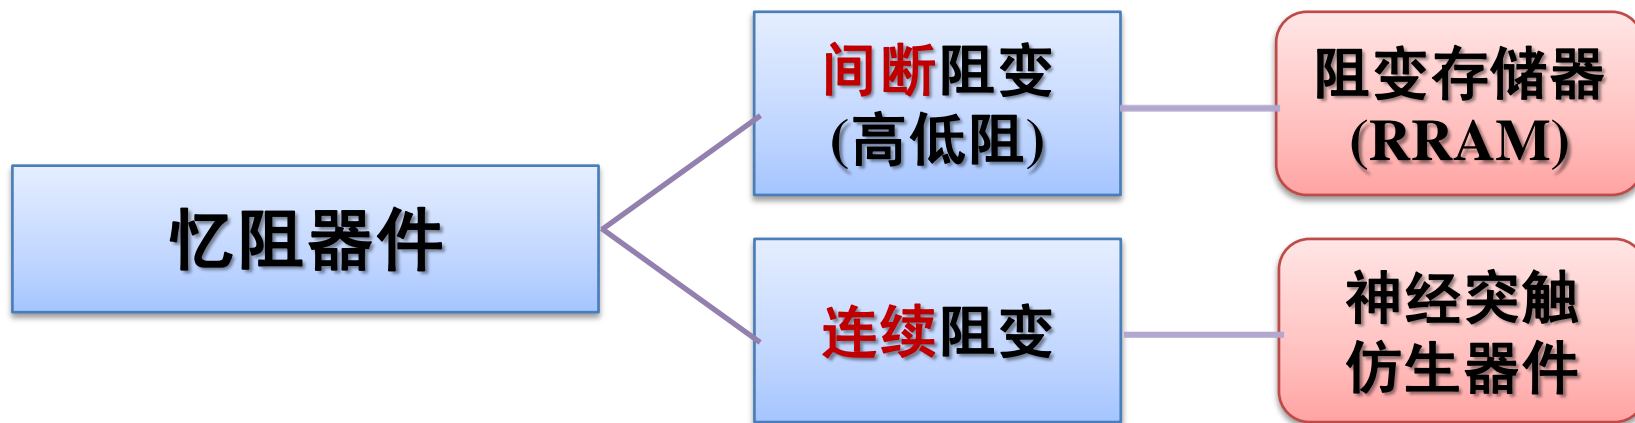 忆阻器件
间断阻变
(高低阻)
阻变存储器
(RRAM)
连续阻变
神经突触
仿生器件